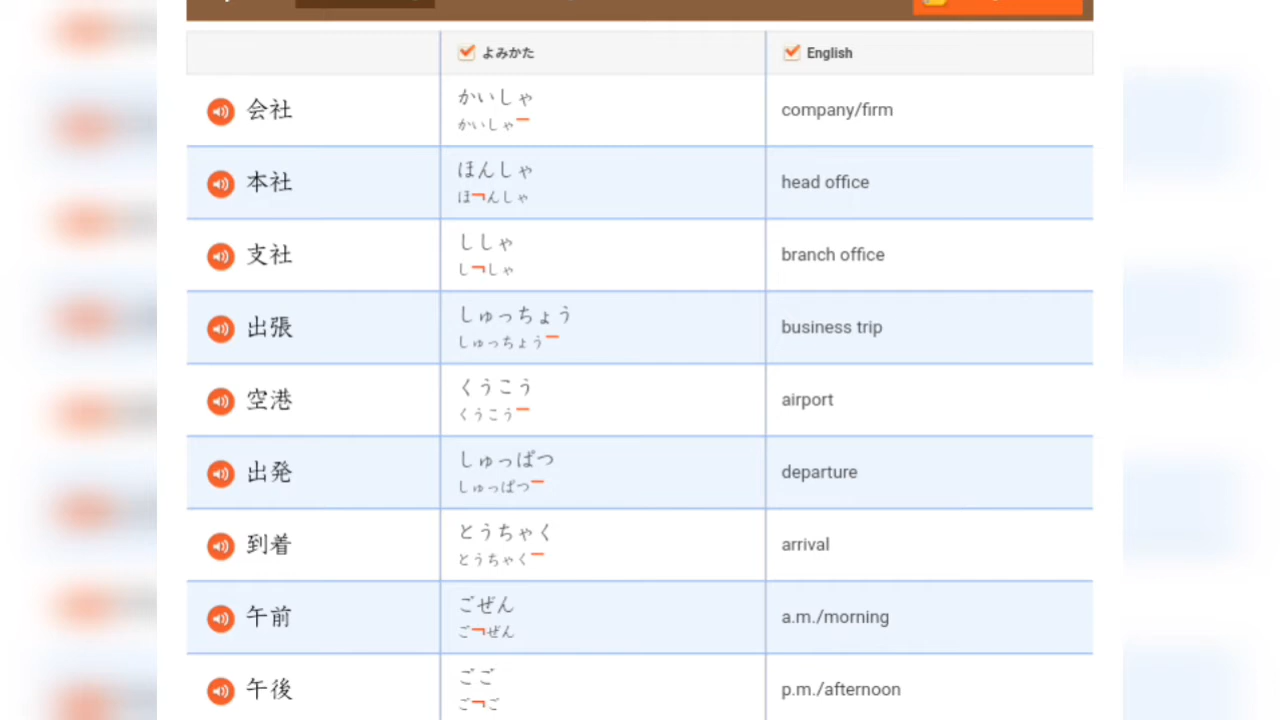 よみかた English
会社 かいしゃ company/firm
かいしゃ
本社 ほんしゃ head office
ほんしゃ
支社 ししゃ branch office
ししゃ
出張 しゅっちょう business trip
しゅっちょう
空港 くうこう airport
くうこう
出発 しゅっぱつ departure
しゅっぱつ
到着 とうちゃく arrival
とうちゃく
午前 ごぜん a.m./morning
ごぜん
午後 ごご p.m./afternoon
ごご